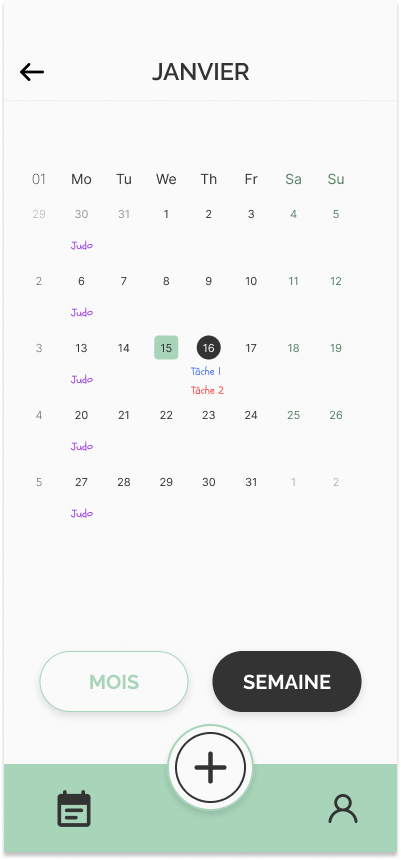 JANVIER
01 Mo Tu We Th Fr Sa Su
29 30 31 1 2 3 4 5
Judo
2 6 7 8 9 10 11 12
Judo
3 13 14 15 16 17 18 19
Judo Tâche 1
Tâche 2
4 20 21 22 23 24 25 26
Judo
5 27 28 29 30 31 1 2
Judo
MOIS SEMAINE